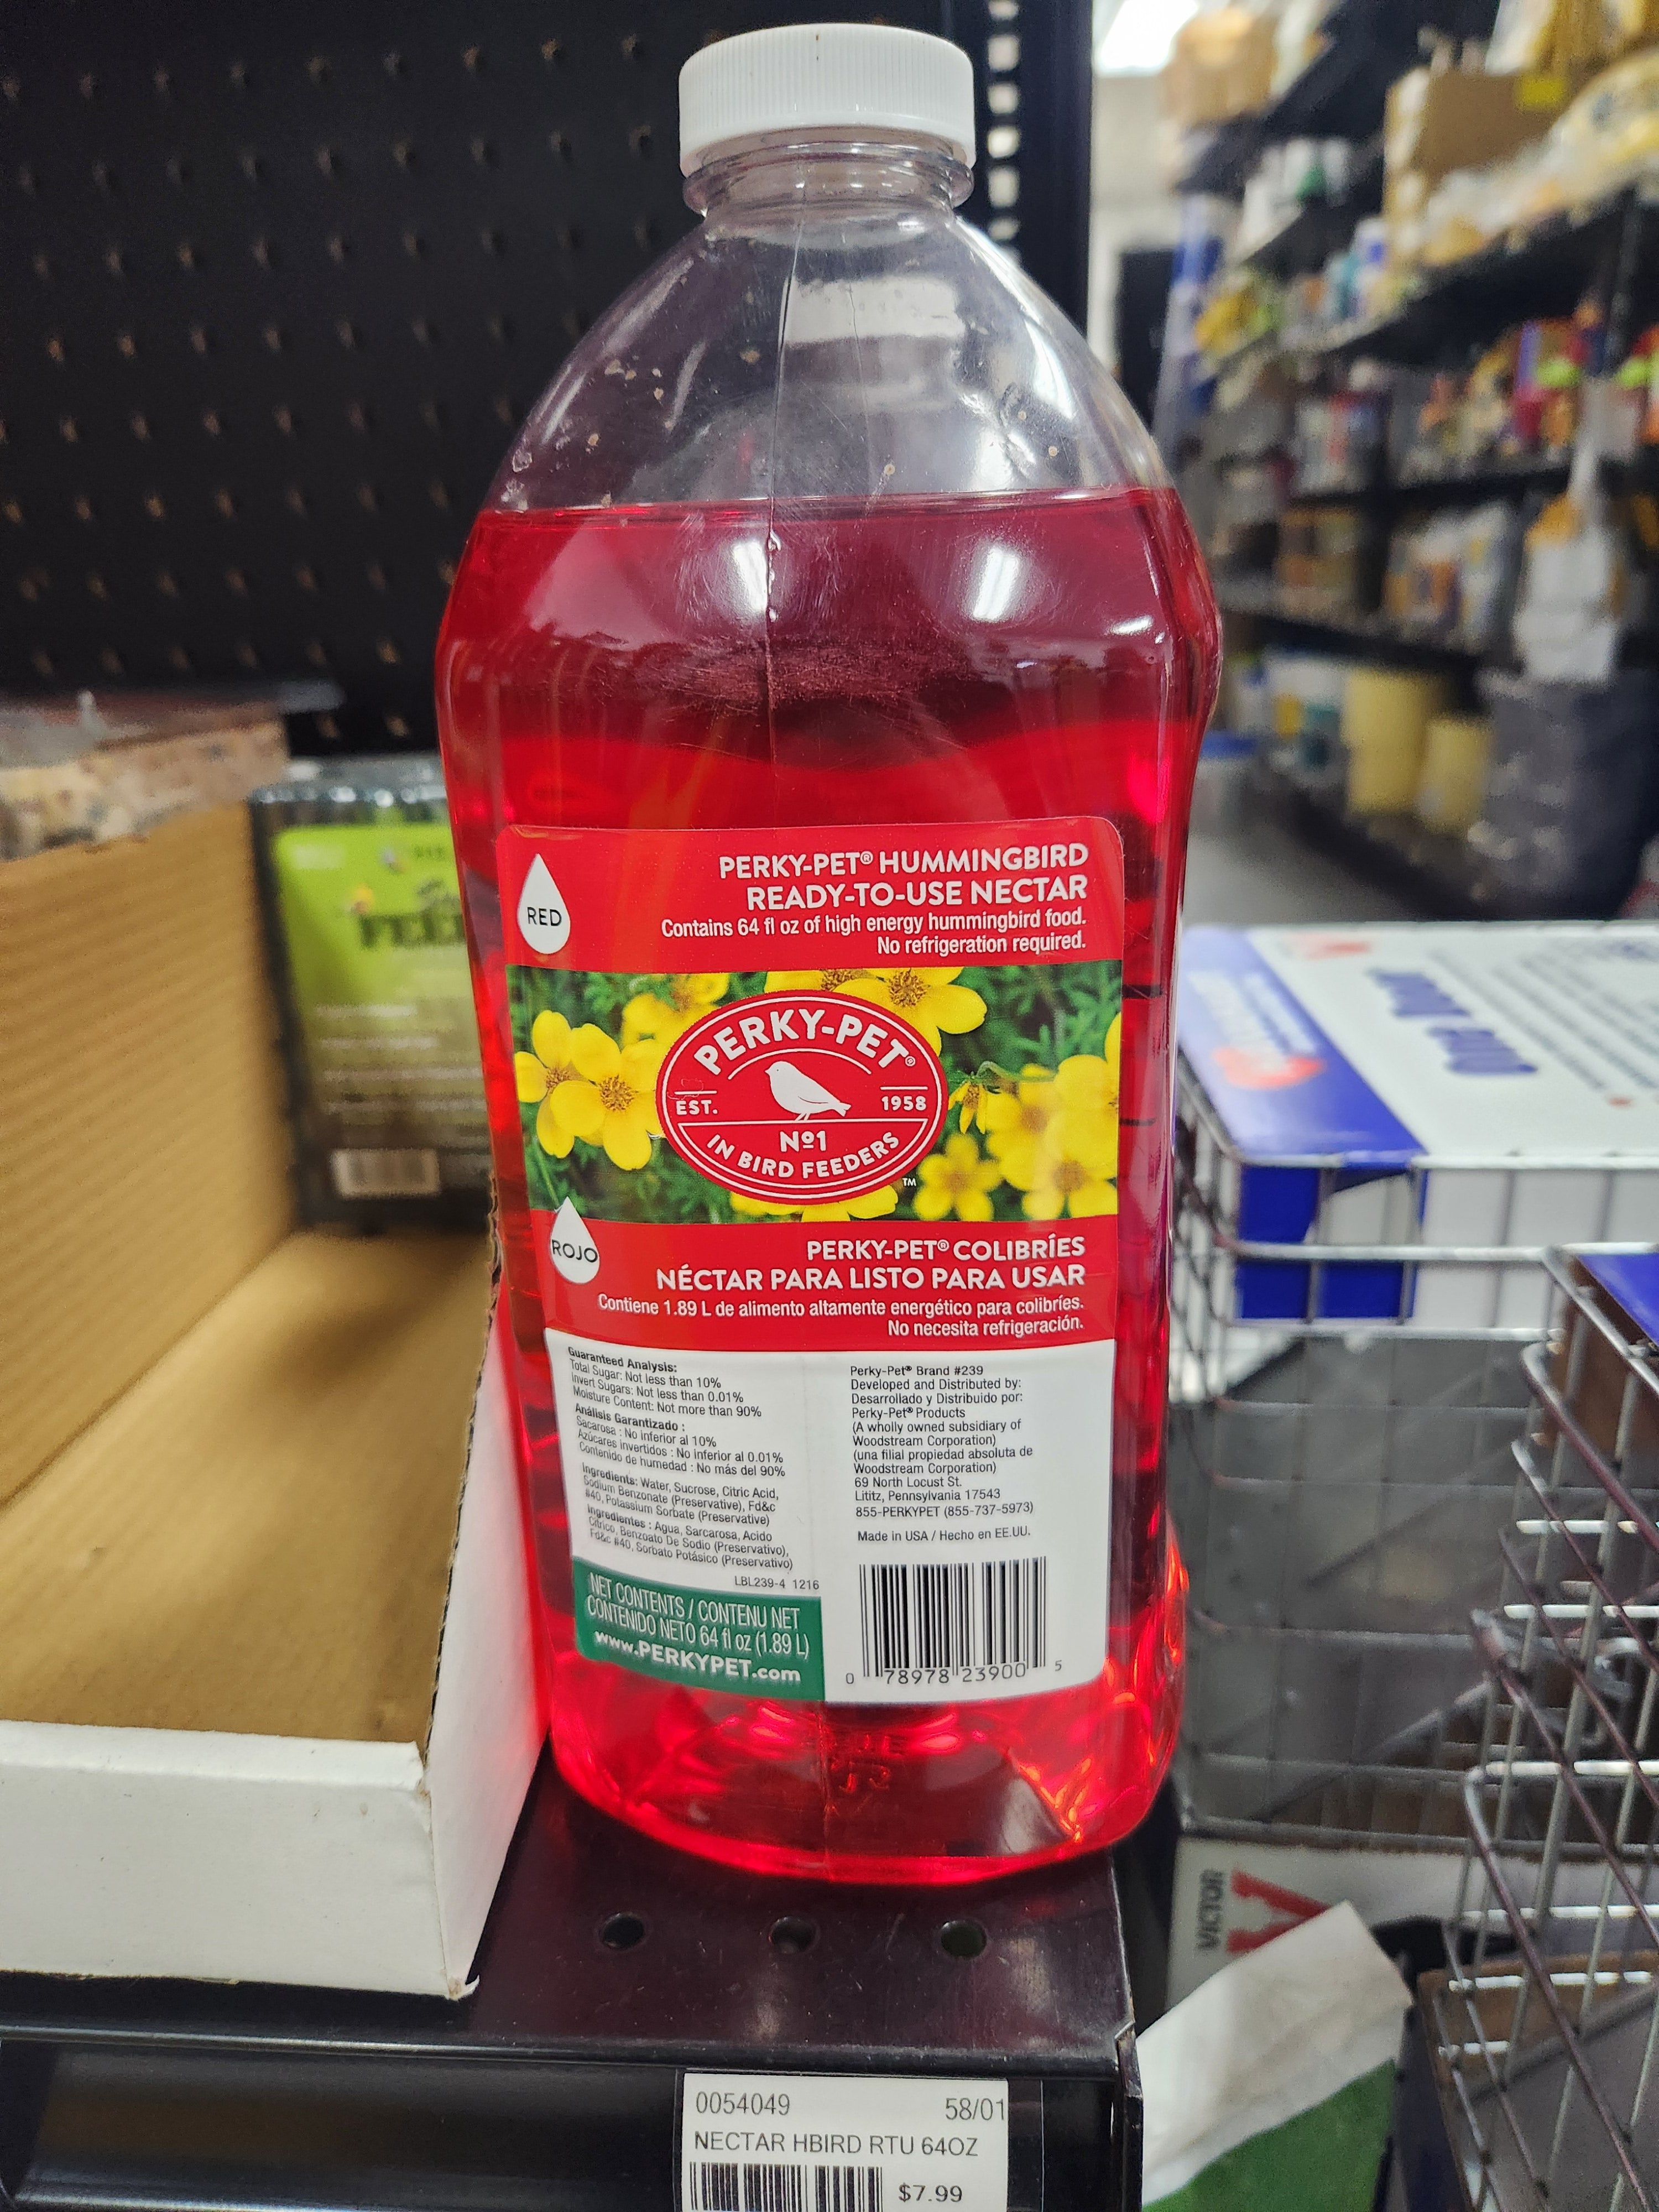 RED
PERKY-PET® HUMMINGBIRD
READY-TO-USE NECTAR
Contains 64 fl oz of high energy hummingbird food.
No refrigeration required.
PERKY-PET®
EST. 1958
Nº1
IN BIRD FEEDERS
TM
ROJO
PERKY-PET® COLIBRÍES
NÉCTAR PARA LISTO PARA USAR
Contiene 1.89 L de alimento altamente energético para colibríes.
No necesita refrigeración.
Guaranteed Analysis:
Total Sugar: Not less than 10%
Invert Sugars: Not less than 0.01%
Moisture Content: Not more than 90%
Análisis Garantizado :
Sacarosa : No inferior al 10%
Azúcares invertidos : No inferior al 0.01%
Contenido de humedad : No más del 90%
Ingredients: Water, Sucrose, Citric Acid,
Sodium Benzonate (Preservative), Fd&c
#40, Potassium Sorbate (Preservative)
Ingredientes : Agua, Sarcarosa, Acido
Cítrico, Benzoato De Sodio (Preservativo),
Fd&c #40, Sorbato Potásico (Preservativo)
LBL239-4 1216
NET CONTENTS / CONTENU NET
CONTENIDO NETO 64 fl oz (1.89 L)
www.PERKYPET.com
Perky-Pet® Brand #239
Developed and Distributed by:
Desarrollado y Distribuido por:
Perky-Pet® Products
(A wholly owned subsidiary of
Woodstream Corporation)
(una filial propiedad absoluta de
Woodstream Corporation)
69 North Locust St.
Lititz, Pennsylvania 17543
855-PERKYPET (855-737-5973)
Made in USA / Hecho en EE.UU.
0 78978 23900 5
VICTOR
0054049 58/01
NECTAR HBIRD RTU 64OZ
$7.99